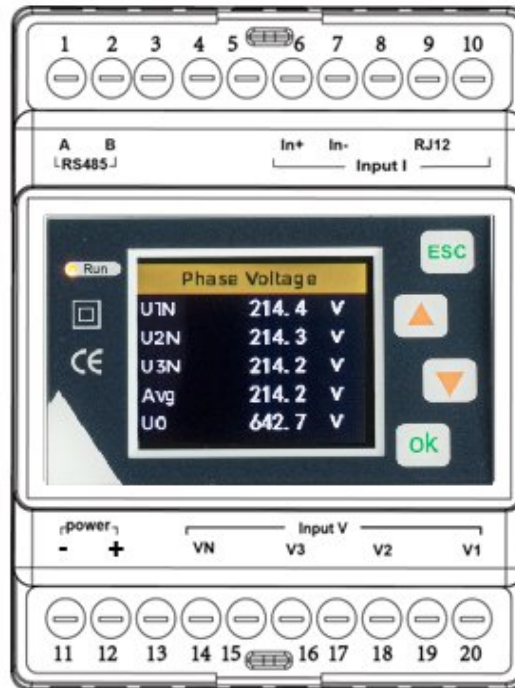 1 2 3 4 5 6 7 8 9 10
A B In+ In- RJ12
RS485 Input I
ESC
Run
Phase Voltage
U1N 214.4 V
U2N 214.3 V
U3N 214.2 V
Avg 214.2 V
U0 642.7 V
CE
ok
power Input V
- + VN V3 V2 V1
11 12 13 14 15 16 17 18 19 20